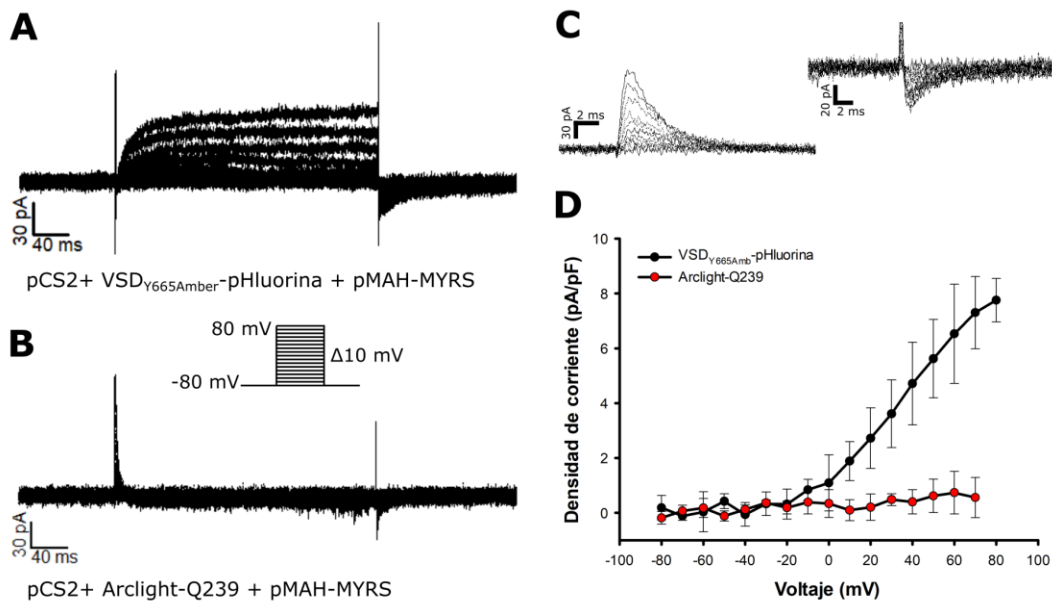 A
30 pA
40 ms
pCS2+ VSDY665Amber-pHluorina + pMAH-MYRS
B
80 mV
Δ10 mV
-80 mV
30 pA
40 ms
pCS2+ Arclight-Q239 + pMAH-MYRS
C
30 pA
2 ms
20 pA
2 ms
D
VSDY665Amb-pHluorina
Arclight-Q239
Densidad de corriente (pA/pF)
10
8
6
4
2
0
-100 -80 -60 -40 -20 0 20 40 60 80 100
Voltaje (mV)